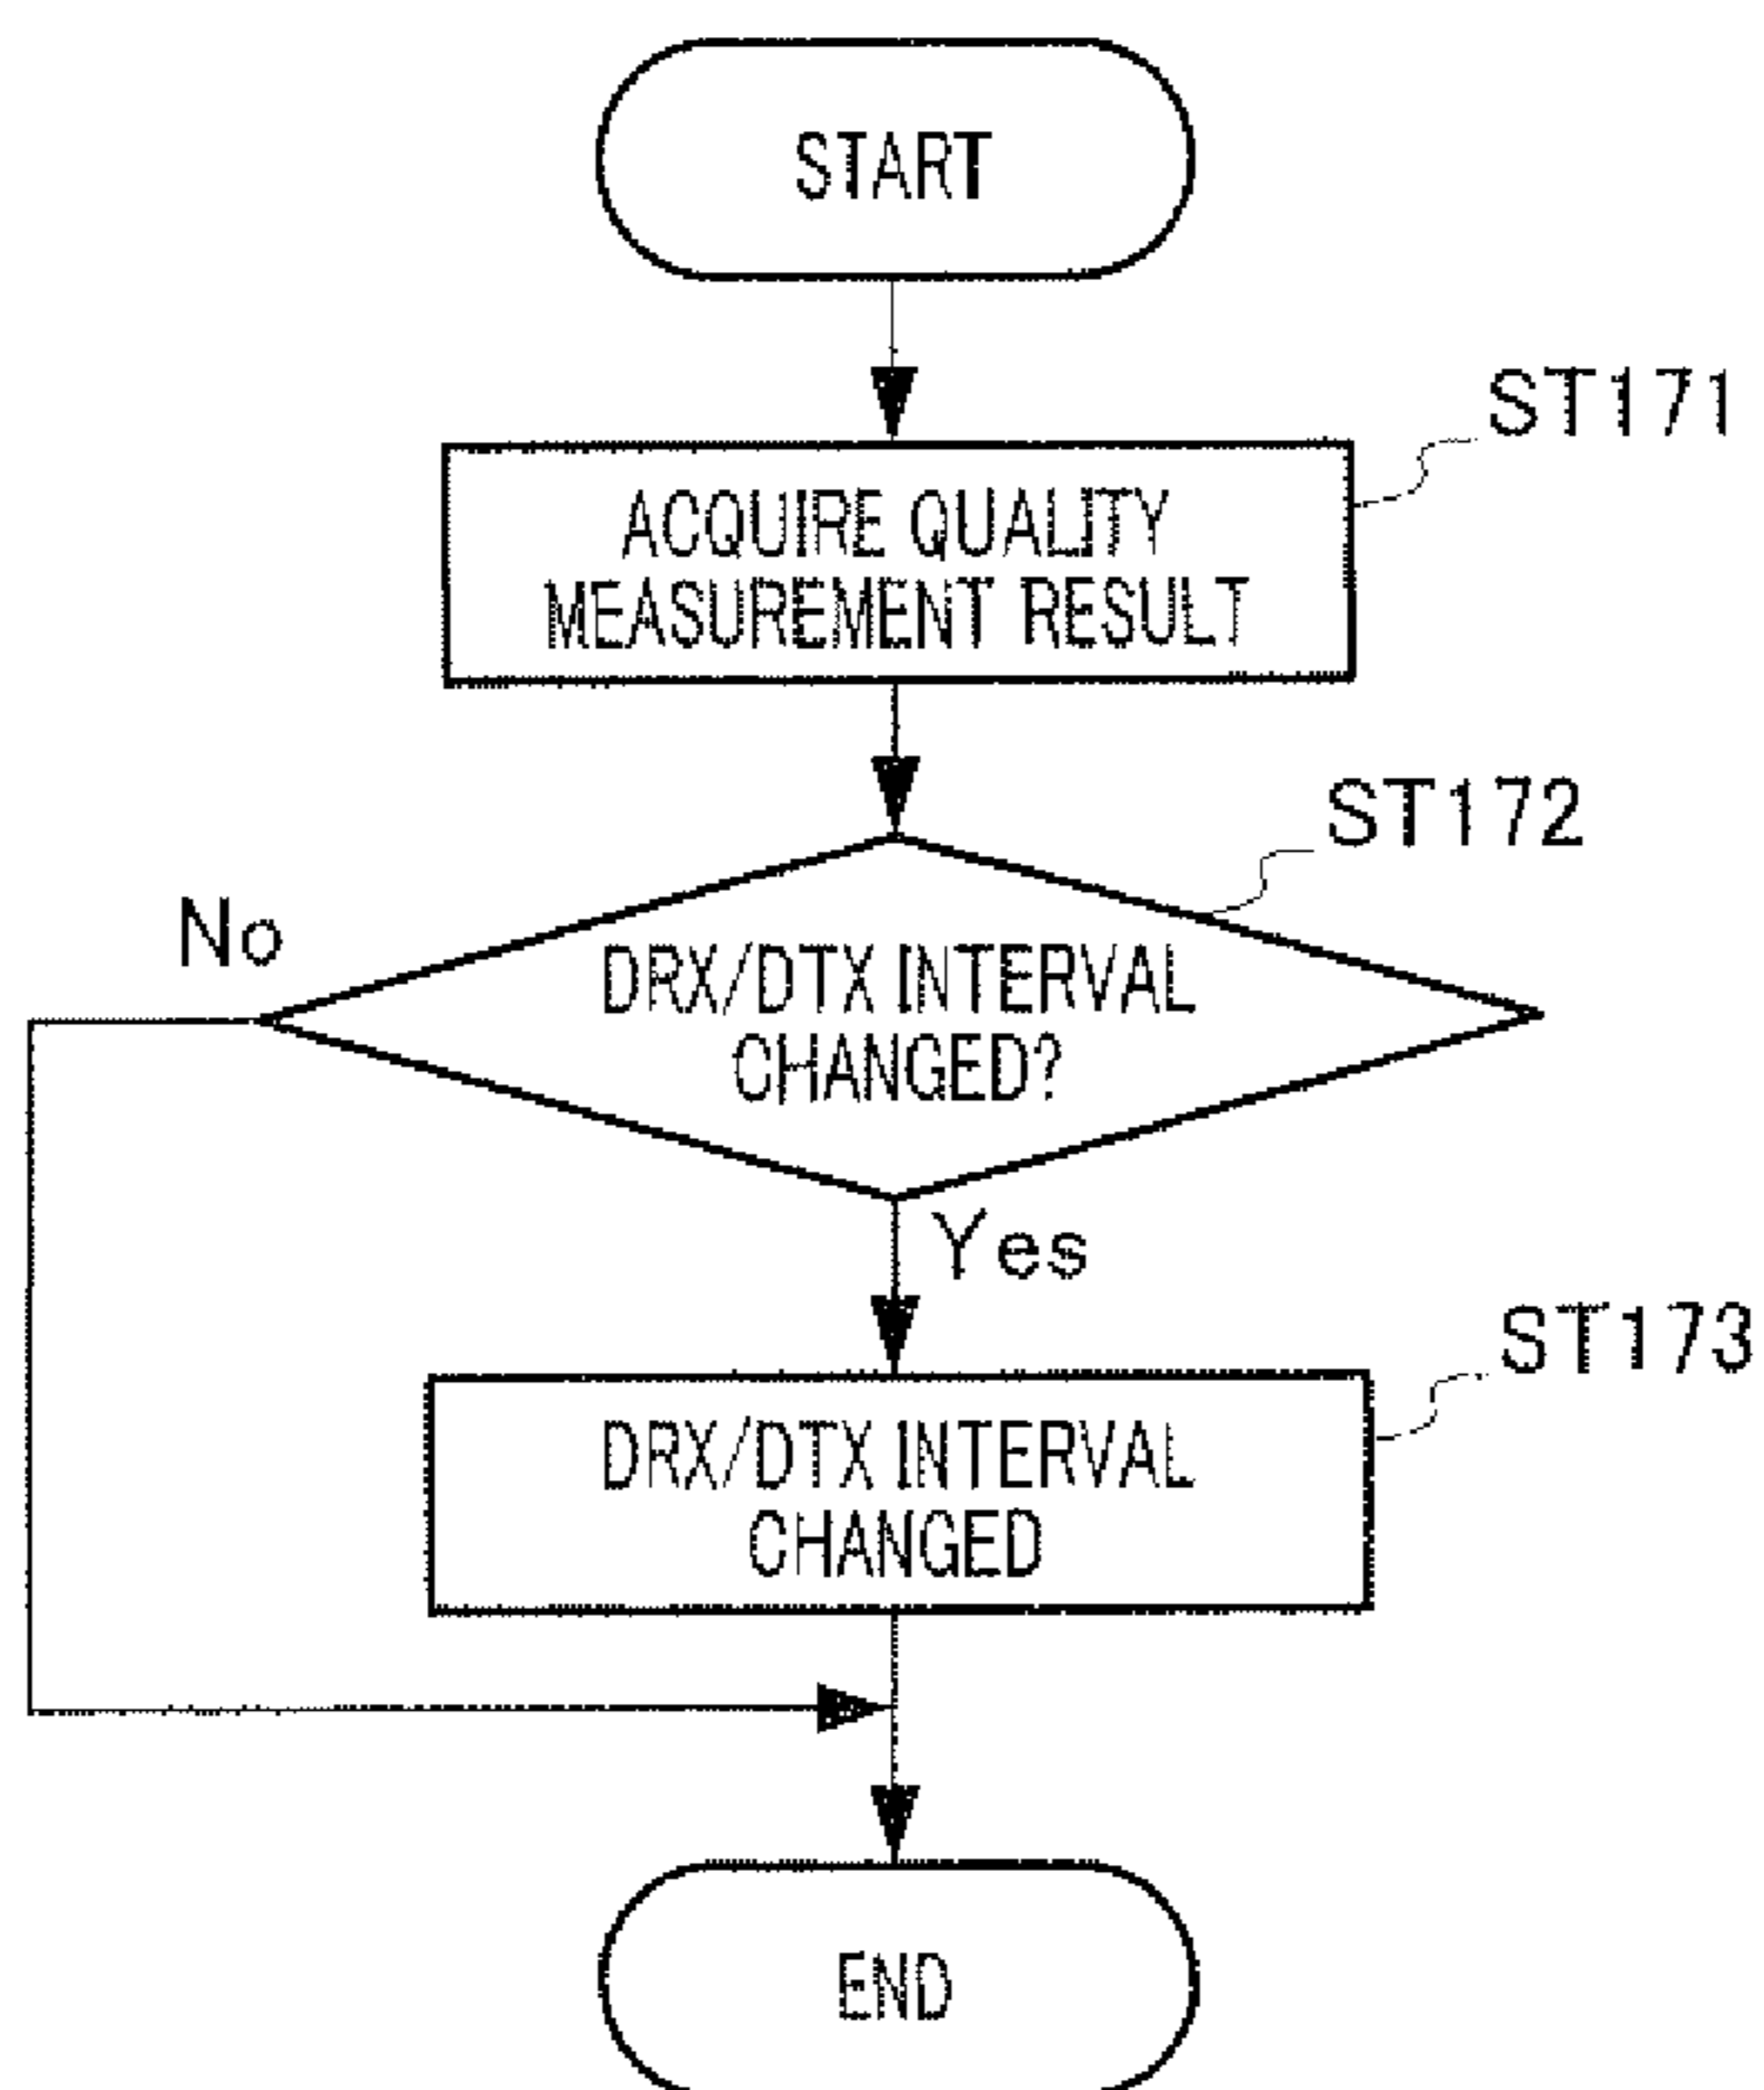 START
ST171
ACQUIRE QUALITY
MEASUREMENT RESULT
ST172
No
DRX/DTX INTERVAL
CHANGED?
Yes
ST173
DRX/DTX INTERVAL
CHANGED
END